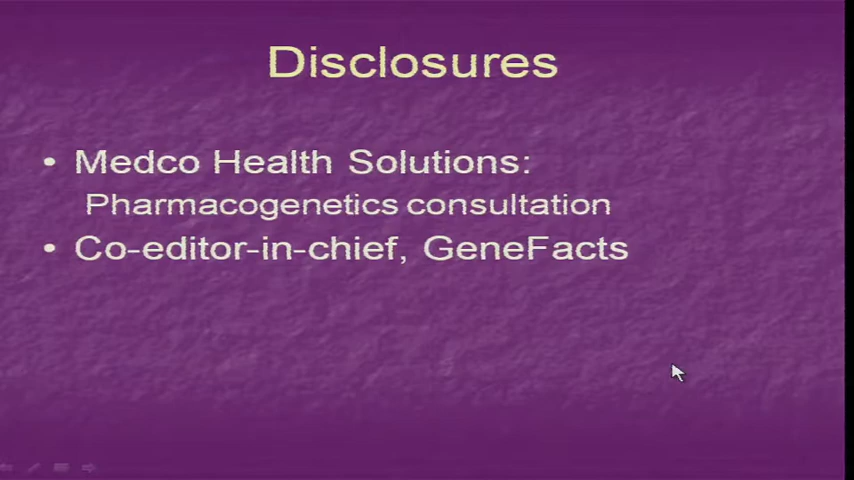 Disclosures
• Medco Health Solutions:
Pharmacogenetics consultation
• Co-editor-in-chief, GeneFacts